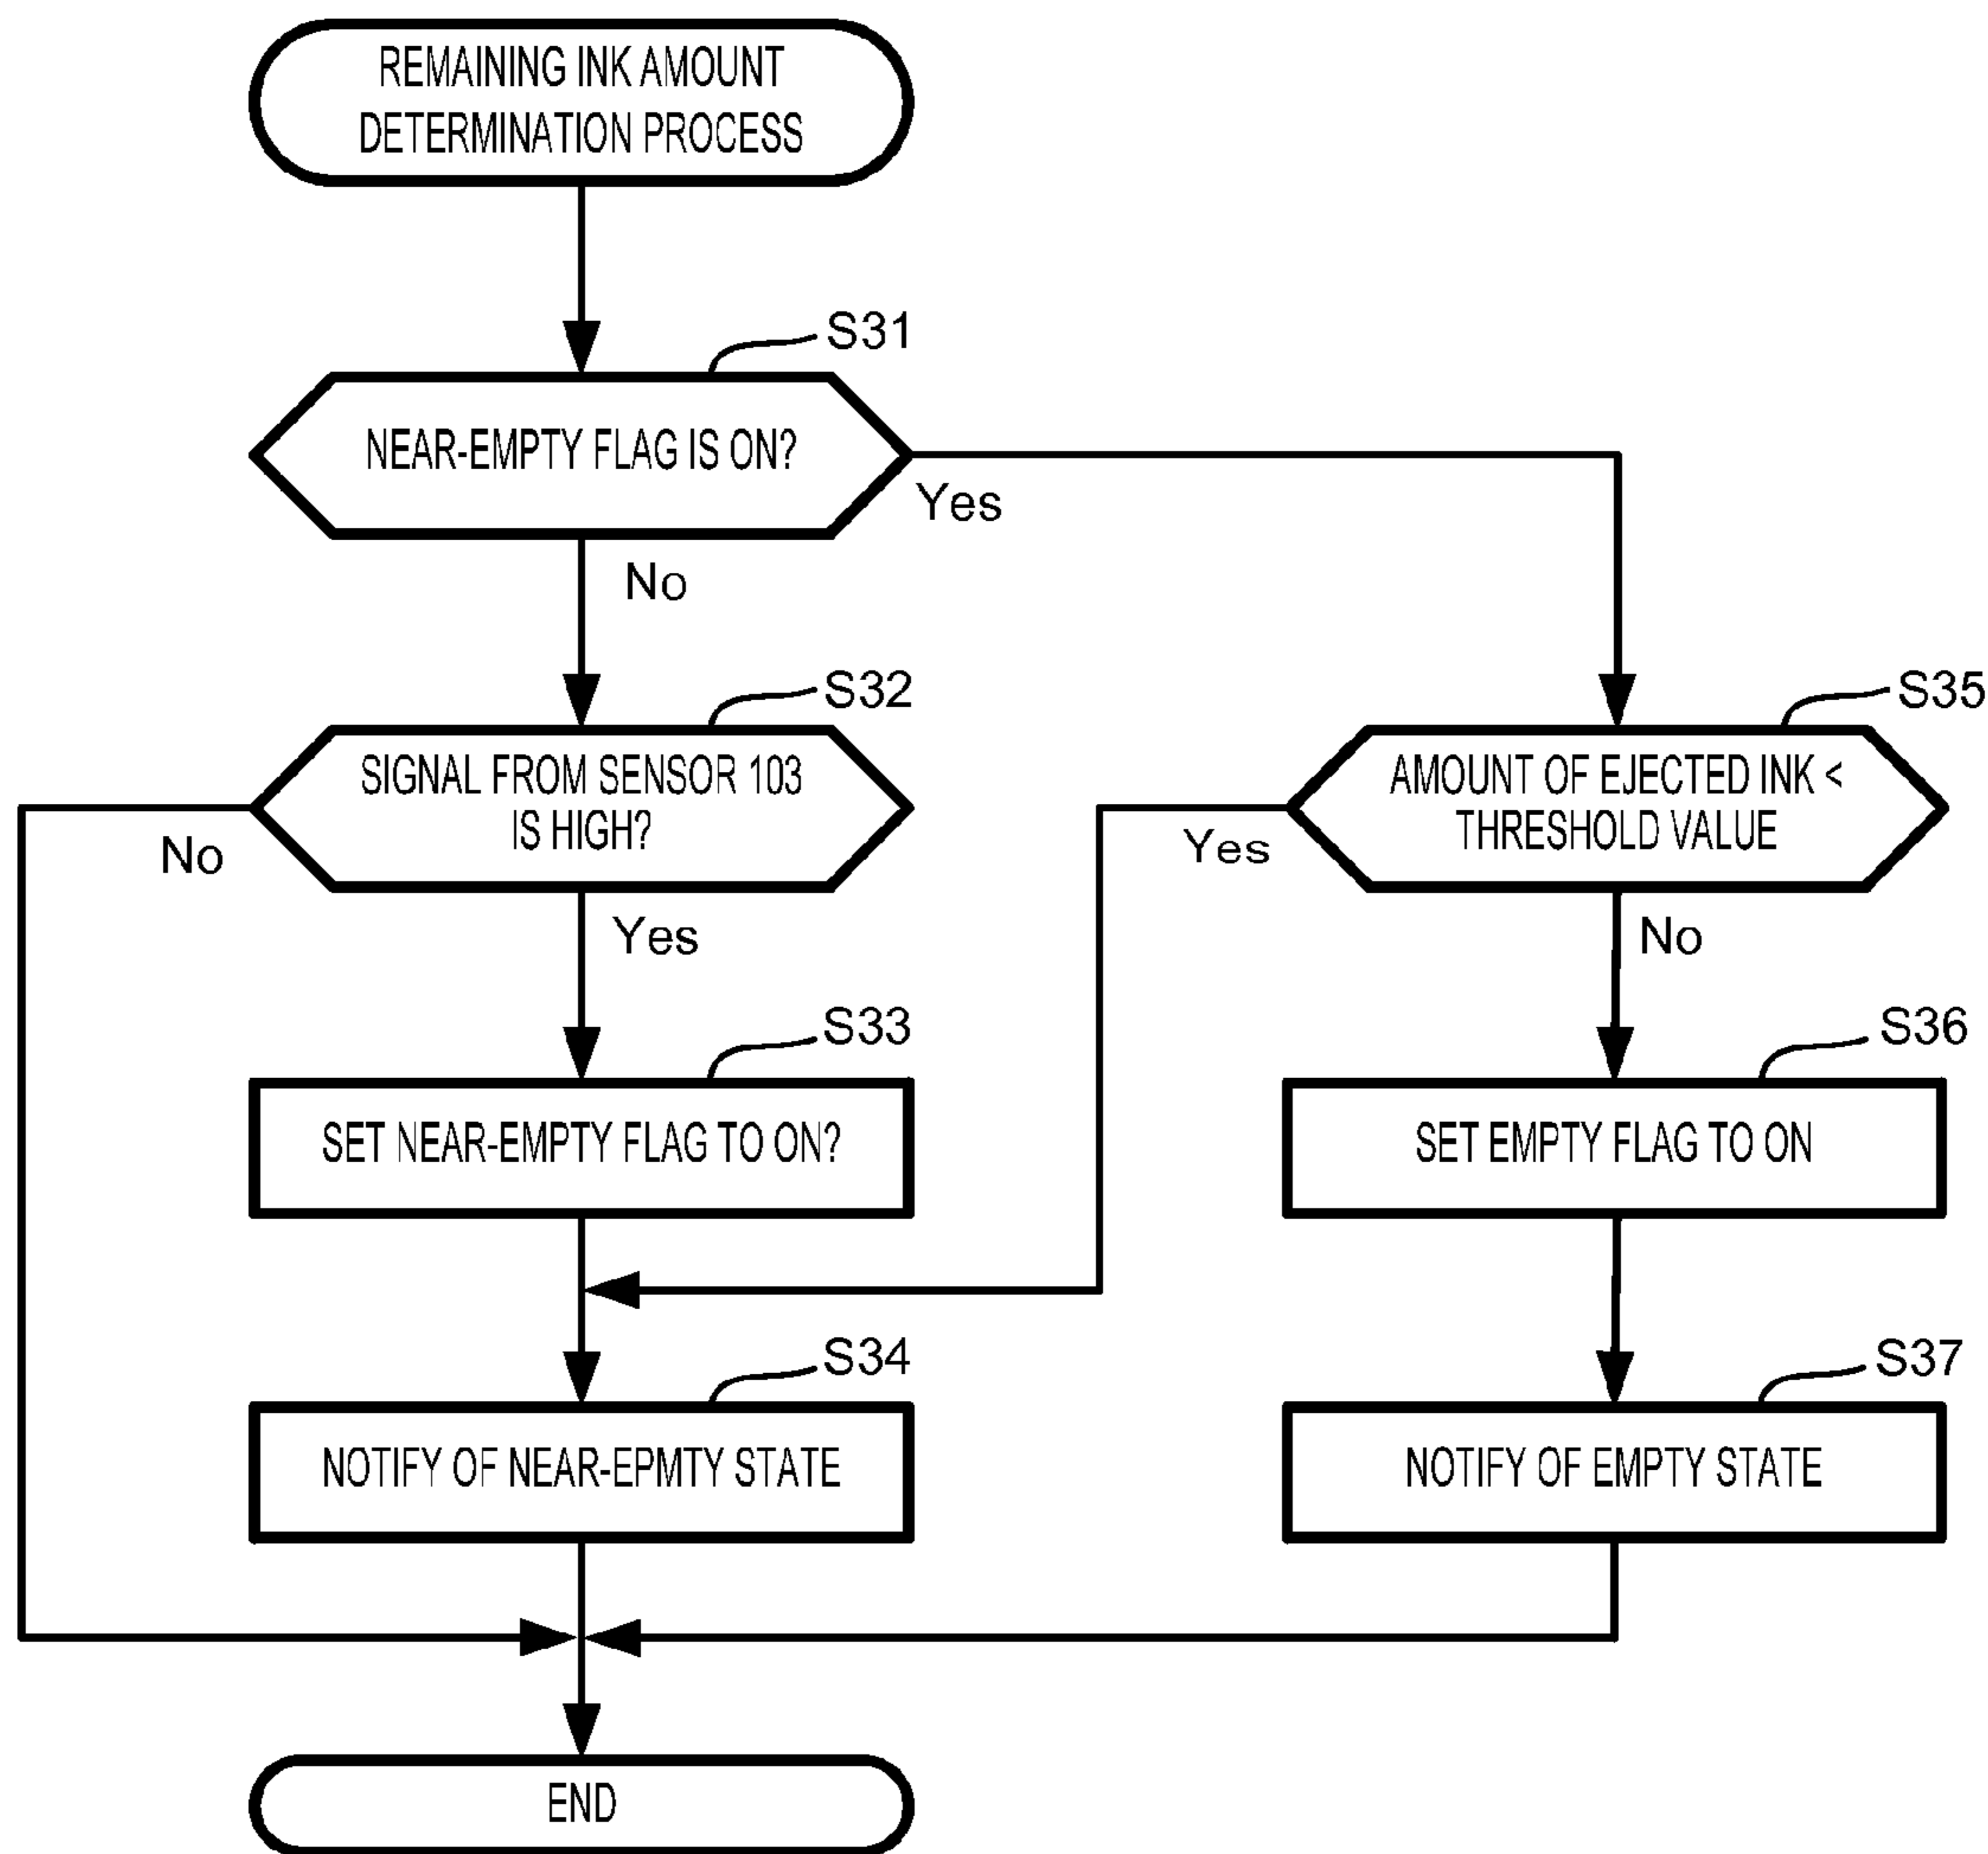 REMAINING INK AMOUNT
DETERMINATION PROCESS
S31
NEAR-EMPTY FLAG IS ON?
Yes
No
S32
SIGNAL FROM SENSOR 103
IS HIGH?
No
Yes
S35
AMOUNT OF EJECTED INK <
THRESHOLD VALUE
Yes
No
S33
SET NEAR-EMPTY FLAG TO ON?
S36
SET EMPTY FLAG TO ON
S34
NOTIFY OF NEAR-EPMTY STATE
S37
NOTIFY OF EMPTY STATE
END